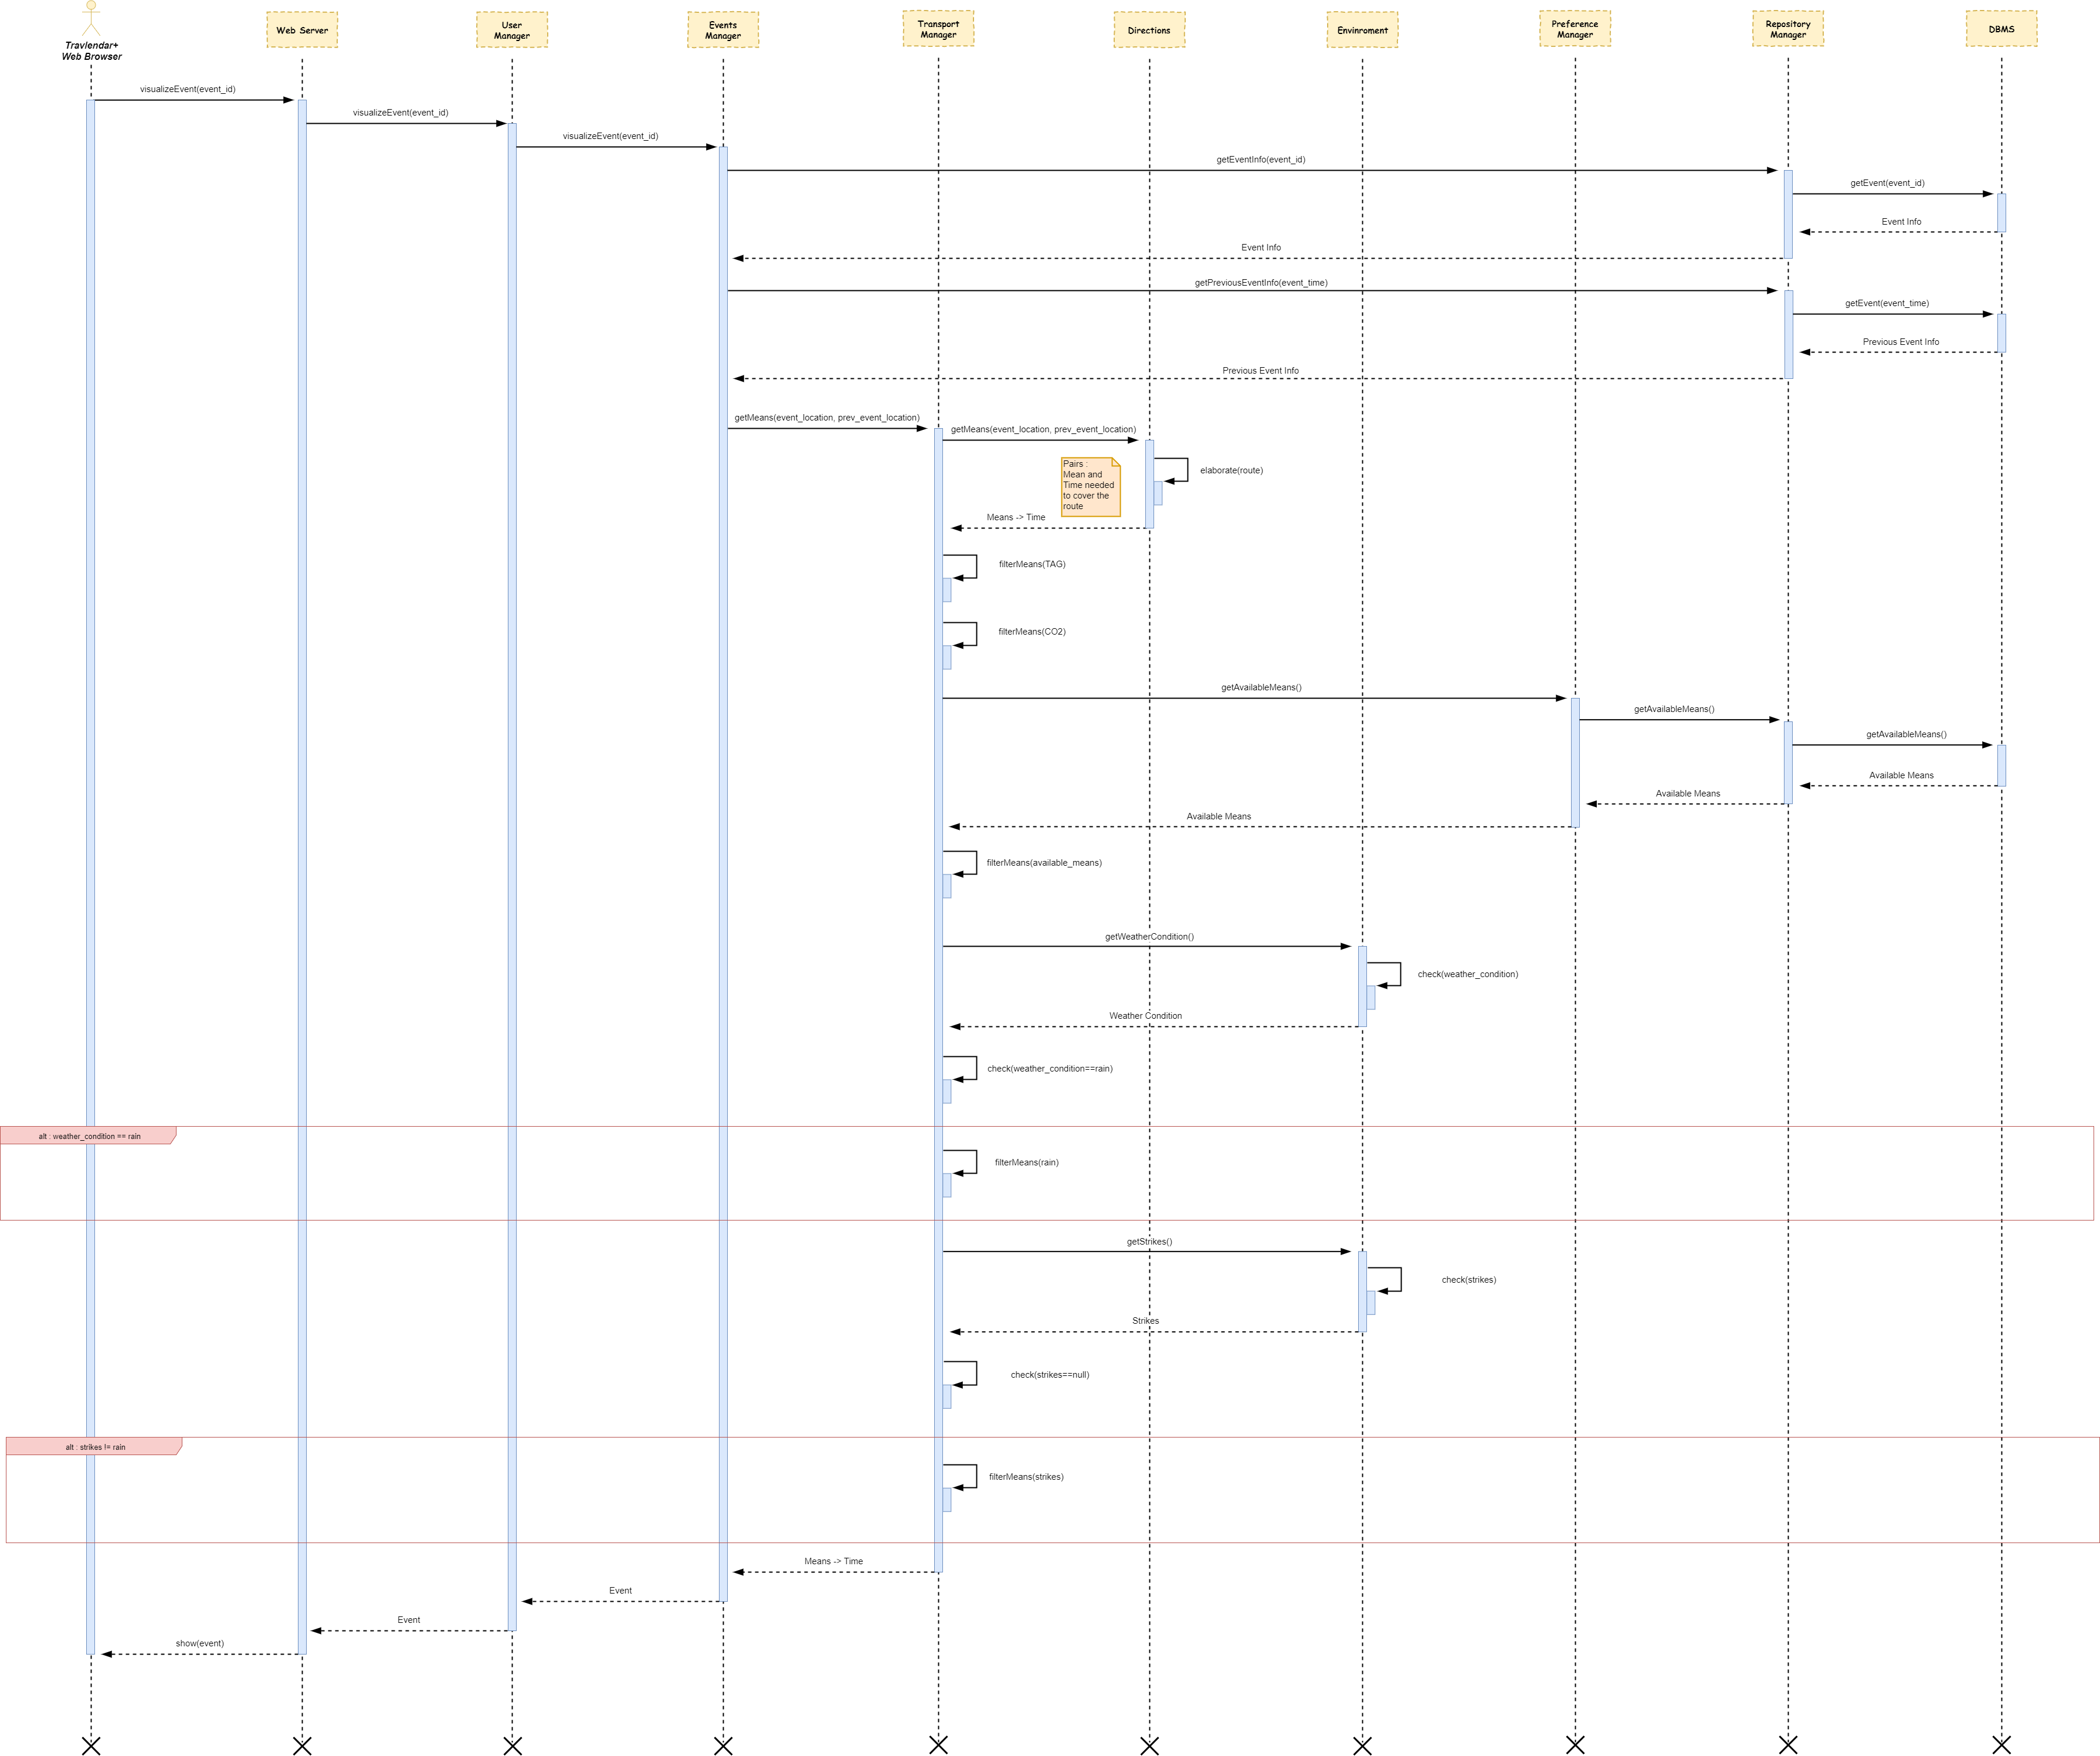 Travlendar+
Web Browser
Web Server
User
Manager
Events
Manager
Transport
Manager
Directions
Envinroment
Preference
Manager
Repository
Manager
DBMS
visualizeEvent(event_id)
visualizeEvent(event_id)
visualizeEvent(event_id)
getEventInfo(event_id)
getEvent(event_id)
Event Info
Event Info
getPreviousEventInfo(event_time)
getEvent(event_time)
Previous Event Info
Previous Event Info
getMeans(event_location, prev_event_location)
getMeans(event_location, prev_event_location)
Pairs :
Mean and
Time needed
to cover the
route
elaborate(route)
Means -> Time
filterMeans(TAG)
filterMeans(CO2)
getAvailableMeans()
getAvailableMeans()
getAvailableMeans()
Available Means
Available Means
Available Means
filterMeans(available_means)
getWeatherCondition()
check(weather_condition)
Weather Condition
check(weather_condition==rain)
alt : weather_condition == rain
filterMeans(rain)
getStrikes()
check(strikes)
Strikes
check(strikes==null)
alt : strikes != rain
filterMeans(strikes)
Means -> Time
Event
Event
show(event)